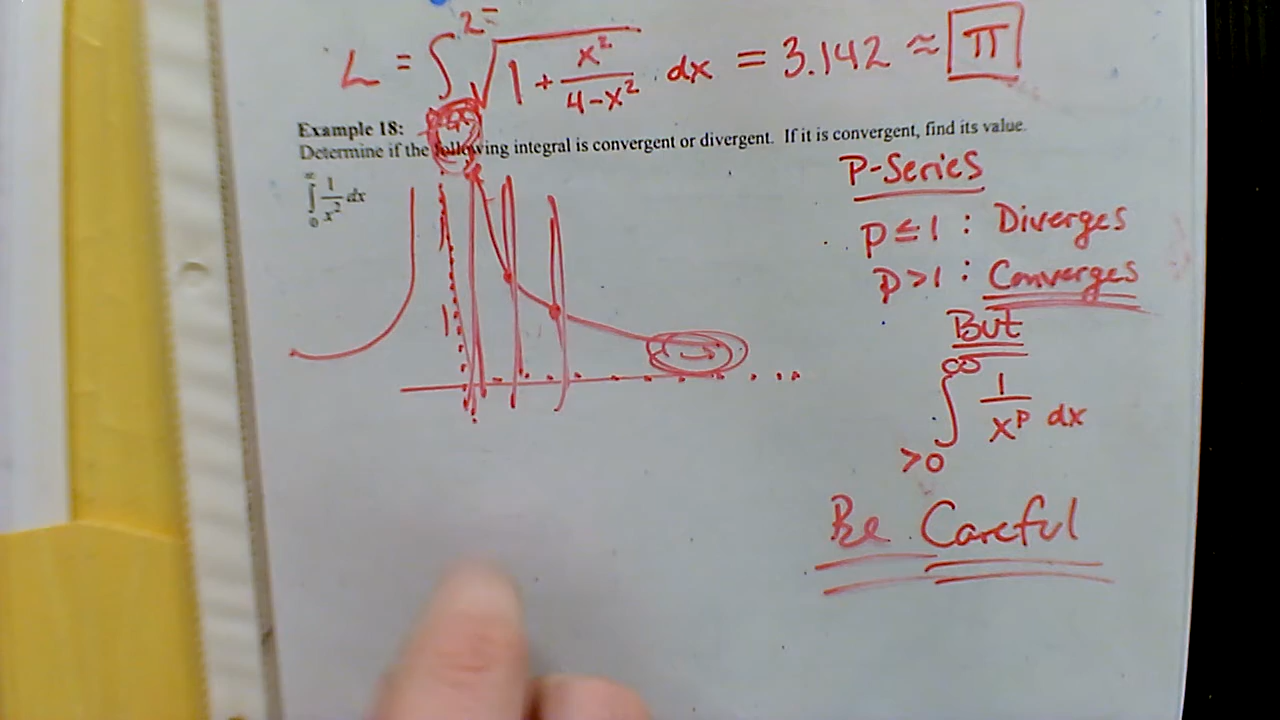 L = ∫ 2 √1 + x²/4-x² dx = 3.142 ≈ π
Example 18:
Determine if the following integral is convergent or divergent. If it is convergent, find its value.
∫₀^∞ 1/x² dx
P-Series
P ≤ 1 : Diverges
P > 1 : Converges
But
∞
∫ 1/x^p dx
>0
Be Careful